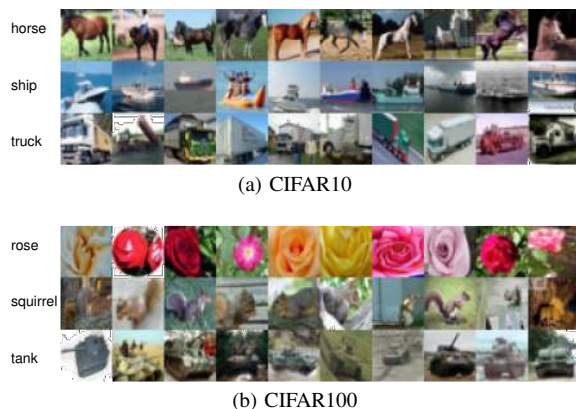 horse
ship
truck
(a) CIFAR10
rose
squirrel
tank
(b) CIFAR100